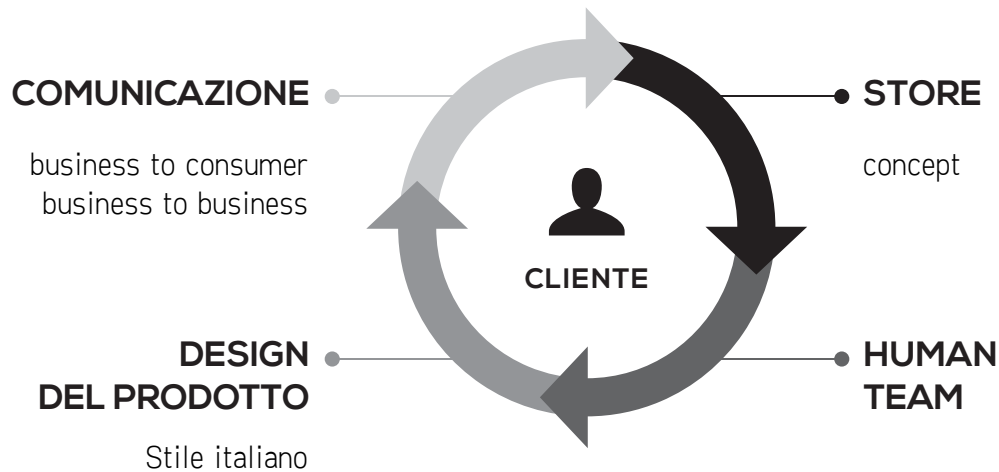 COMUNICAZIONE
business to consumer
business to business
STORE
concept
CLIENTE
DESIGN
DEL PRODOTTO
Stile italiano
HUMAN
TEAM